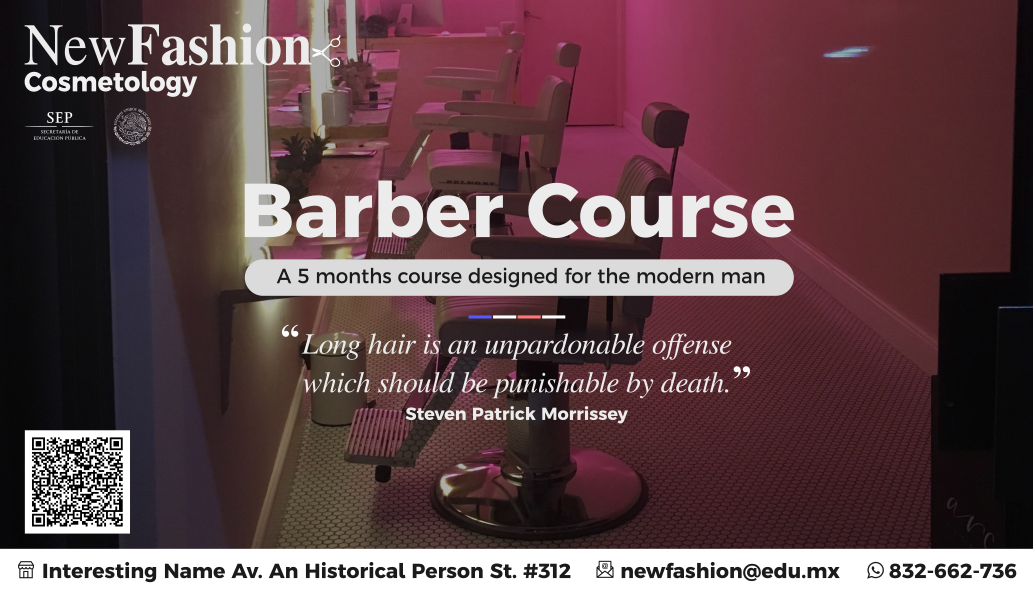 NewFashion
Cosmetology
SEP
SECRETARÍA DE
EDUCACIÓN PÚBLICA
Barber Course
A 5 months course designed for the modern man
“Long hair is an unpardonable offense
which should be punishable by death.”
Steven Patrick Morrissey
Interesting Name Av. An Historical Person St. #312
newfashion@edu.mx
832-662-736